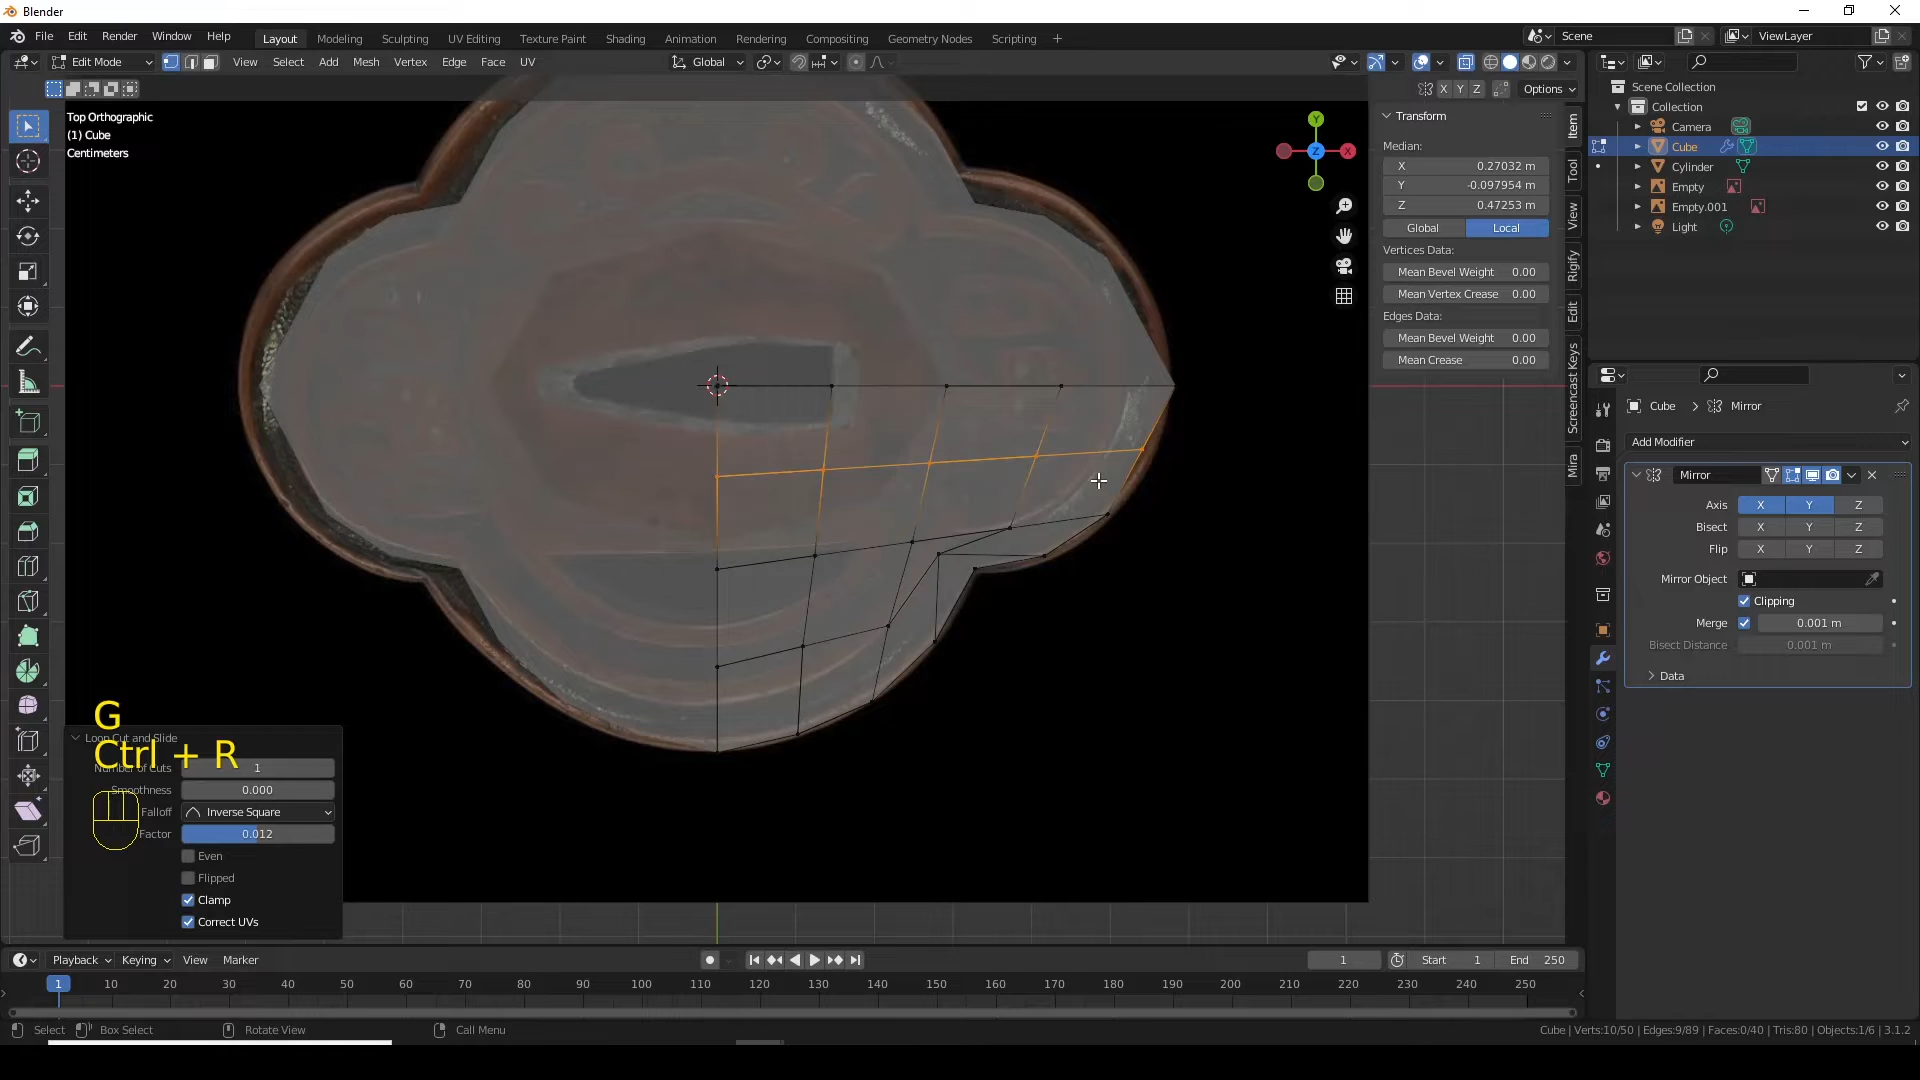 Blender
File Edit Render Window Help
Layout Modeling Sculpting UV Editing Texture Paint Shading Animation Rendering Compositing Geometry Nodes Scripting +
Scene
ViewLayer
Edit Mode View Select Add Mesh Vertex Edge Face UV
Global
X Y Z Options
Top Orthographic
(1) Cube
Centimeters
Y
Z
X
Transform
Median:
X 0.27032 m
Y -0.097954 m
Z 0.47253 m
Global Local
Vertices Data:
Mean Bevel Weight 0.00
Mean Vertex Crease 0.00
Edges Data:
Mean Bevel Weight 0.00
Mean Crease 0.00
Item
Tool
View
Rigify
Edit
Screencast Keys
Mira
Scene Collection
Collection
Camera
Cube
Cylinder
Empty
Empty.001
Light
Cube > Mirror
Add Modifier
Mirror
Axis X Y Z
Bisect X Y Z
Flip X Y Z
Mirror Object
Clipping
Merge 0.001 m
Bisect Distance 0.001 m
Data
G
Loop Cut and Slide
Ctrl + R
Number of Cuts 1
Smoothness 0.000
Falloff Inverse Square
Factor 0.012
Even
Flipped
Clamp
Correct UVs
Playback Keying View Marker
1 Start 1 End 250
1 10 20 30 40 50 60 70 80 90 100 110 120 130 140 150 160 170 180 190 200 210 220 230 240 250
Select Box Select Rotate View Call Menu
Cube | Verts:10/50 | Edges:9/89 | Faces:0/40 | Tris:80 | Objects:1/6 | 3.1.2